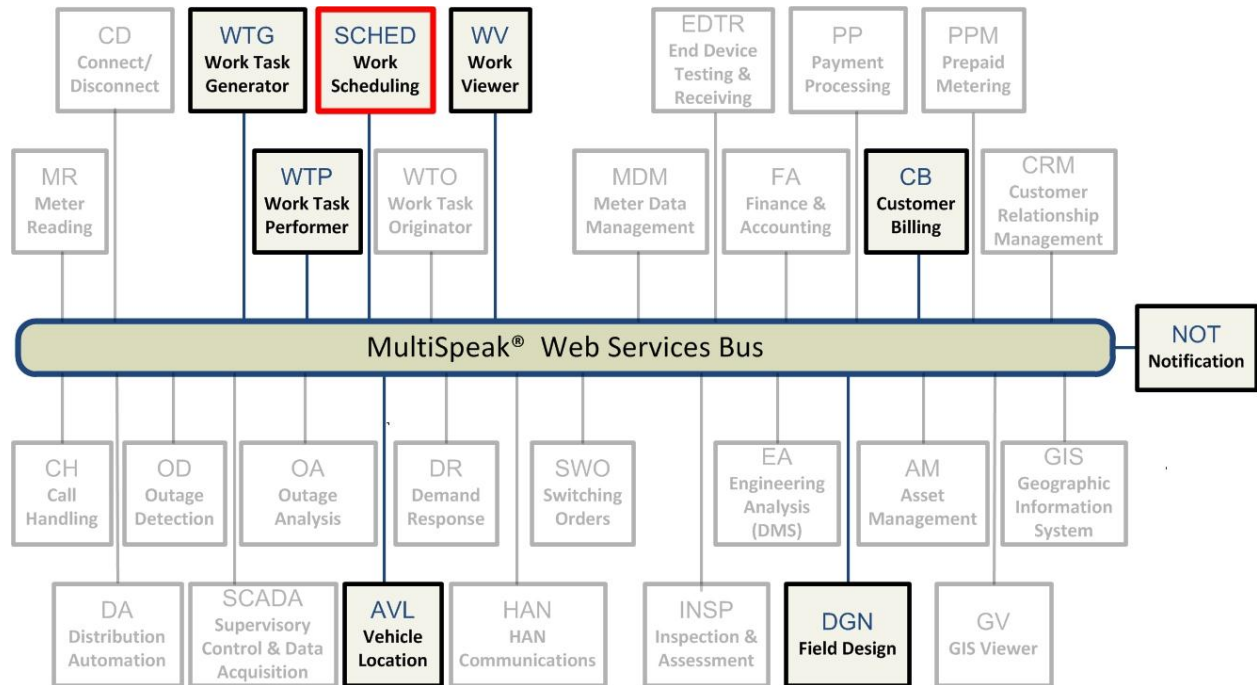 CD
Connect/
Disconnect
WTG
Work Task
Generator
SCHED
Work
Scheduling
WV
Work
Viewer
EDTR
End Device
Testing &
Receiving
PP
Payment
Processing
PPM
Prepaid
Metering
MR
Meter
Reading
WTP
Work Task
Performer
WTO
Work Task
Originator
MDM
Meter Data
Management
FA
Finance &
Accounting
CB
Customer
Billing
CRM
Customer
Relationship
Management
MultiSpeak® Web Services Bus
NOT
Notification
CH
Call
Handling
OD
Outage
Detection
OA
Outage
Analysis
DR
Demand
Response
SWO
Switching
Orders
EA
Engineering
Analysis
(DMS)
AM
Asset
Management
GIS
Geographic
Information
System
DA
Distribution
Automation
SCADA
Supervisory
Control & Data
Acquisition
AVL
Vehicle
Location
HAN
HAN
Communications
INSP
Inspection &
Assessment
DGN
Field Design
GV
GIS Viewer